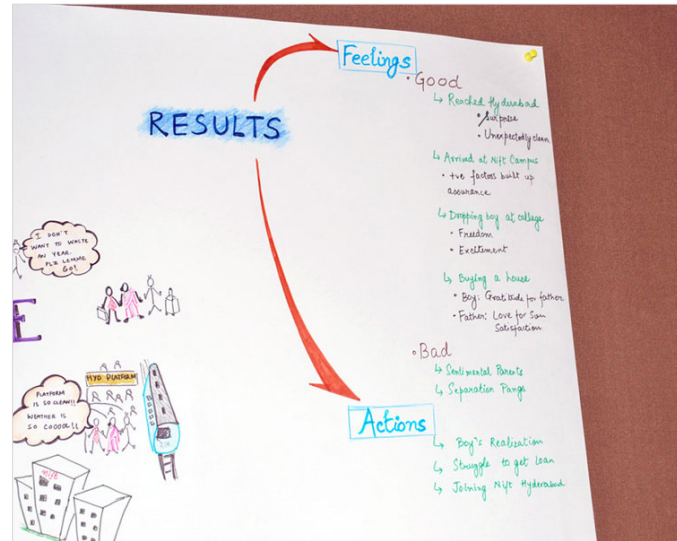 RESULTS
Feelings
• Good
↳ Reached Hyderabad
• Surprise
• Unexpectedly clean
↳ Arrived at Nift Campus
• +ve factors built up
assurance
↳ Dropping boy at college
• Freedom
• Excitement
↳ Buying a house
• Boy: Gratitude for father
• Father: Love for Son
Satisfaction
• Bad
↳ Sentimental Parents
↳ Separation Pangs
Actions
↳ Boy's Realization
↳ Struggle to get Loan
↳ Joining Nift Hyderabad
I DON'T
WANT TO WASTE
AN YEAR.
PLZ LEMME
GO!
E
HYD PLATFORM
PLATFORM
IS SO CLEAN!!
WEATHER IS
SO COOOL!!
Nift